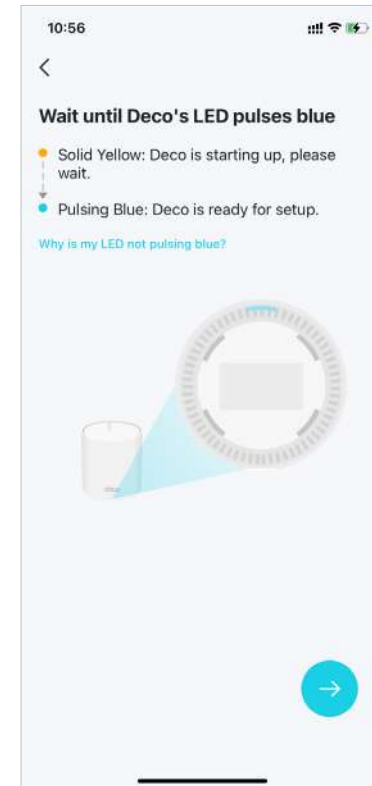 10:56
Wait until Deco's LED pulses blue
Solid Yellow: Deco is starting up, please
wait.
Pulsing Blue: Deco is ready for setup.
Why is my LED not pulsing blue?
deco